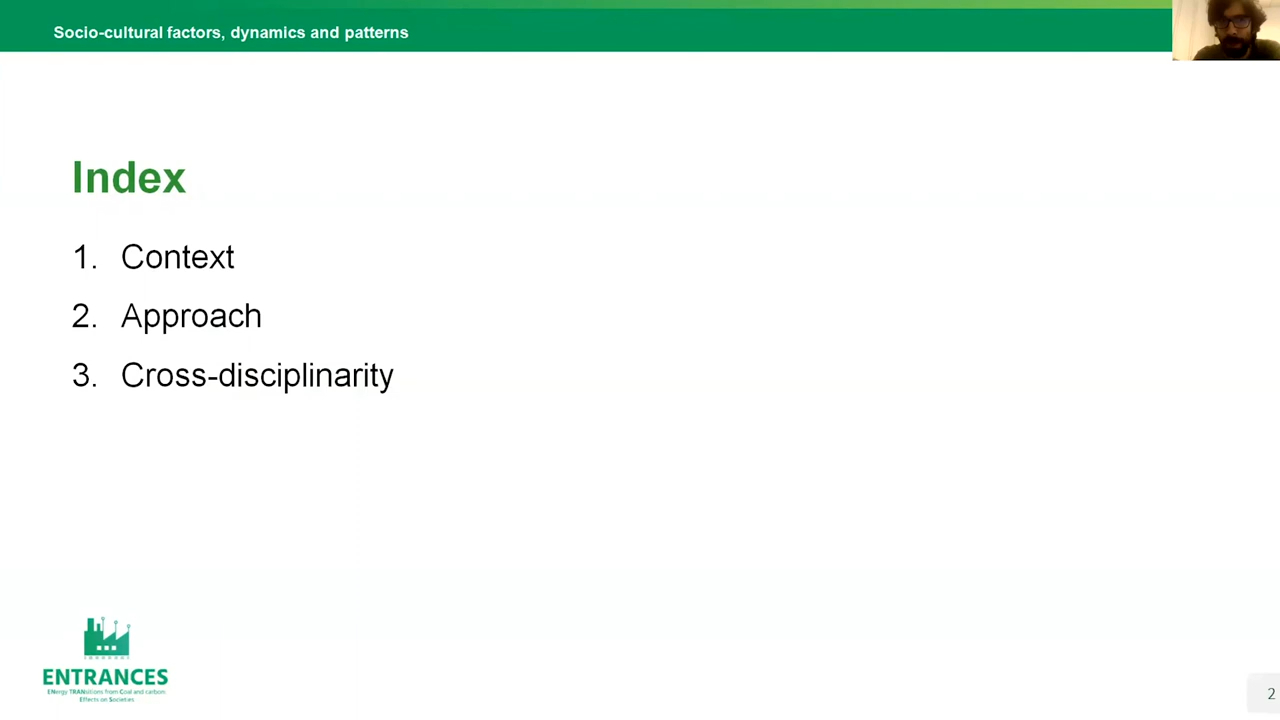 Socio-cultural factors, dynamics and patterns
Index
1. Context
2. Approach
3. Cross-disciplinarity
ENTRANCES
ENergy TRANsitions from Coal and carbon:
Effects on Societies
2